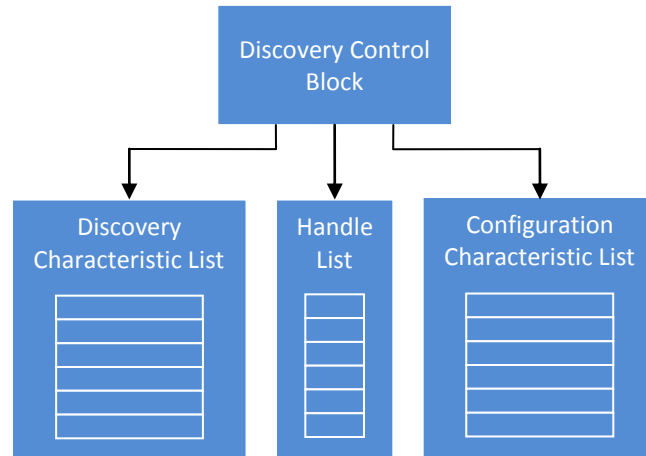 Discovery Control
Block
Discovery
Characteristic List
Handle
List
Configuration
Characteristic List